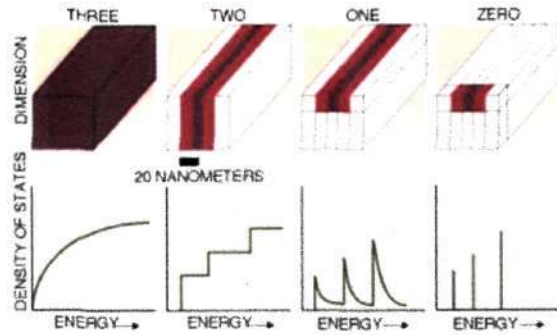 THREE TWO ONE ZERO
DIMENSION
20 NANOMETERS
DENSITY OF STATES
ENERGY→ ENERGY→ ENERGY→ ENERGY→